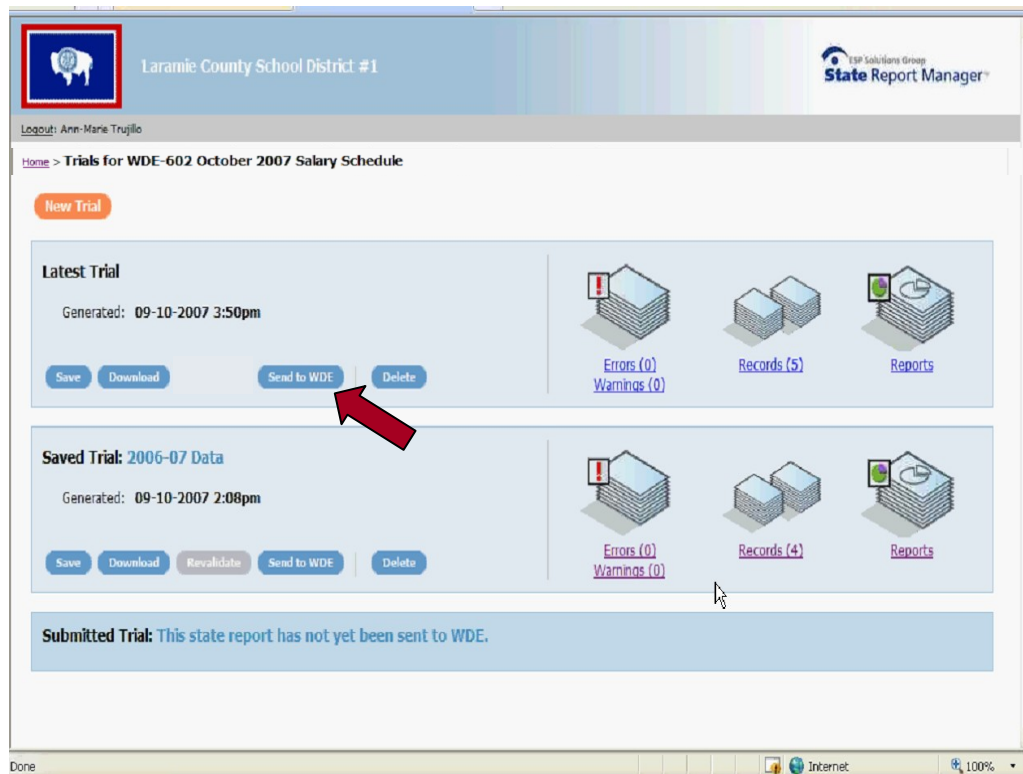 Laramie County School District #1
ESP Solutions Group
State Report Manager
Logout: Ann-Marie Trujillo
Home > Trials for WDE-602 October 2007 Salary Schedule
New Trial
Latest Trial
Generated: 09-10-2007 3:50pm
Save Download Send to WDE Delete
Errors (0)
Warnings (0)
Records (5)
Reports
Saved Trial: 2006-07 Data
Generated: 09-10-2007 2:08pm
Save Download Revalidate Send to WDE Delete
Errors (0)
Warnings (0)
Records (4)
Reports
Submitted Trial: This state report has not yet been sent to WDE.
Done Internet 100%